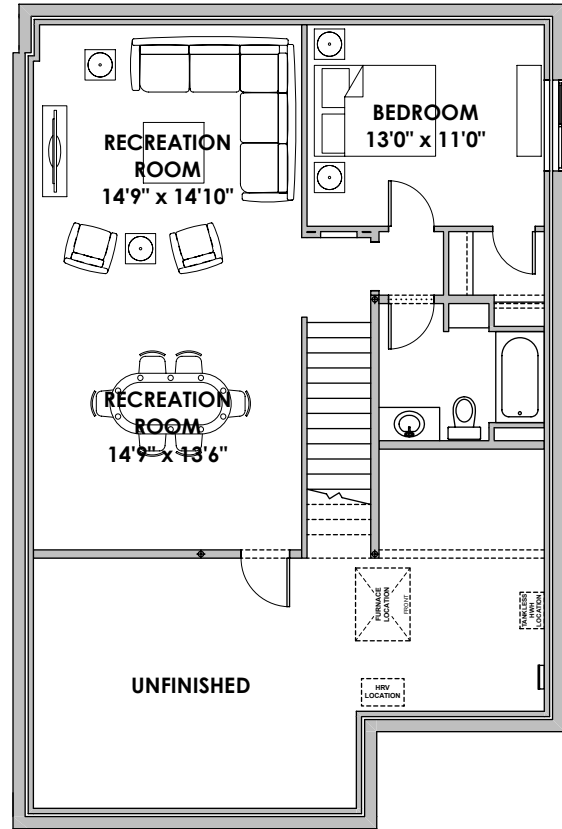 BEDROOM
13'0" x 11'0"
RECREATION
ROOM
14'9" x 14'10"
RECREATION
ROOM
14'9" x 13'6"
FURNACE
LOCATION
FRONT
TANKLESS
HWH
LOCATION
UNFINISHED
HRV
LOCATION